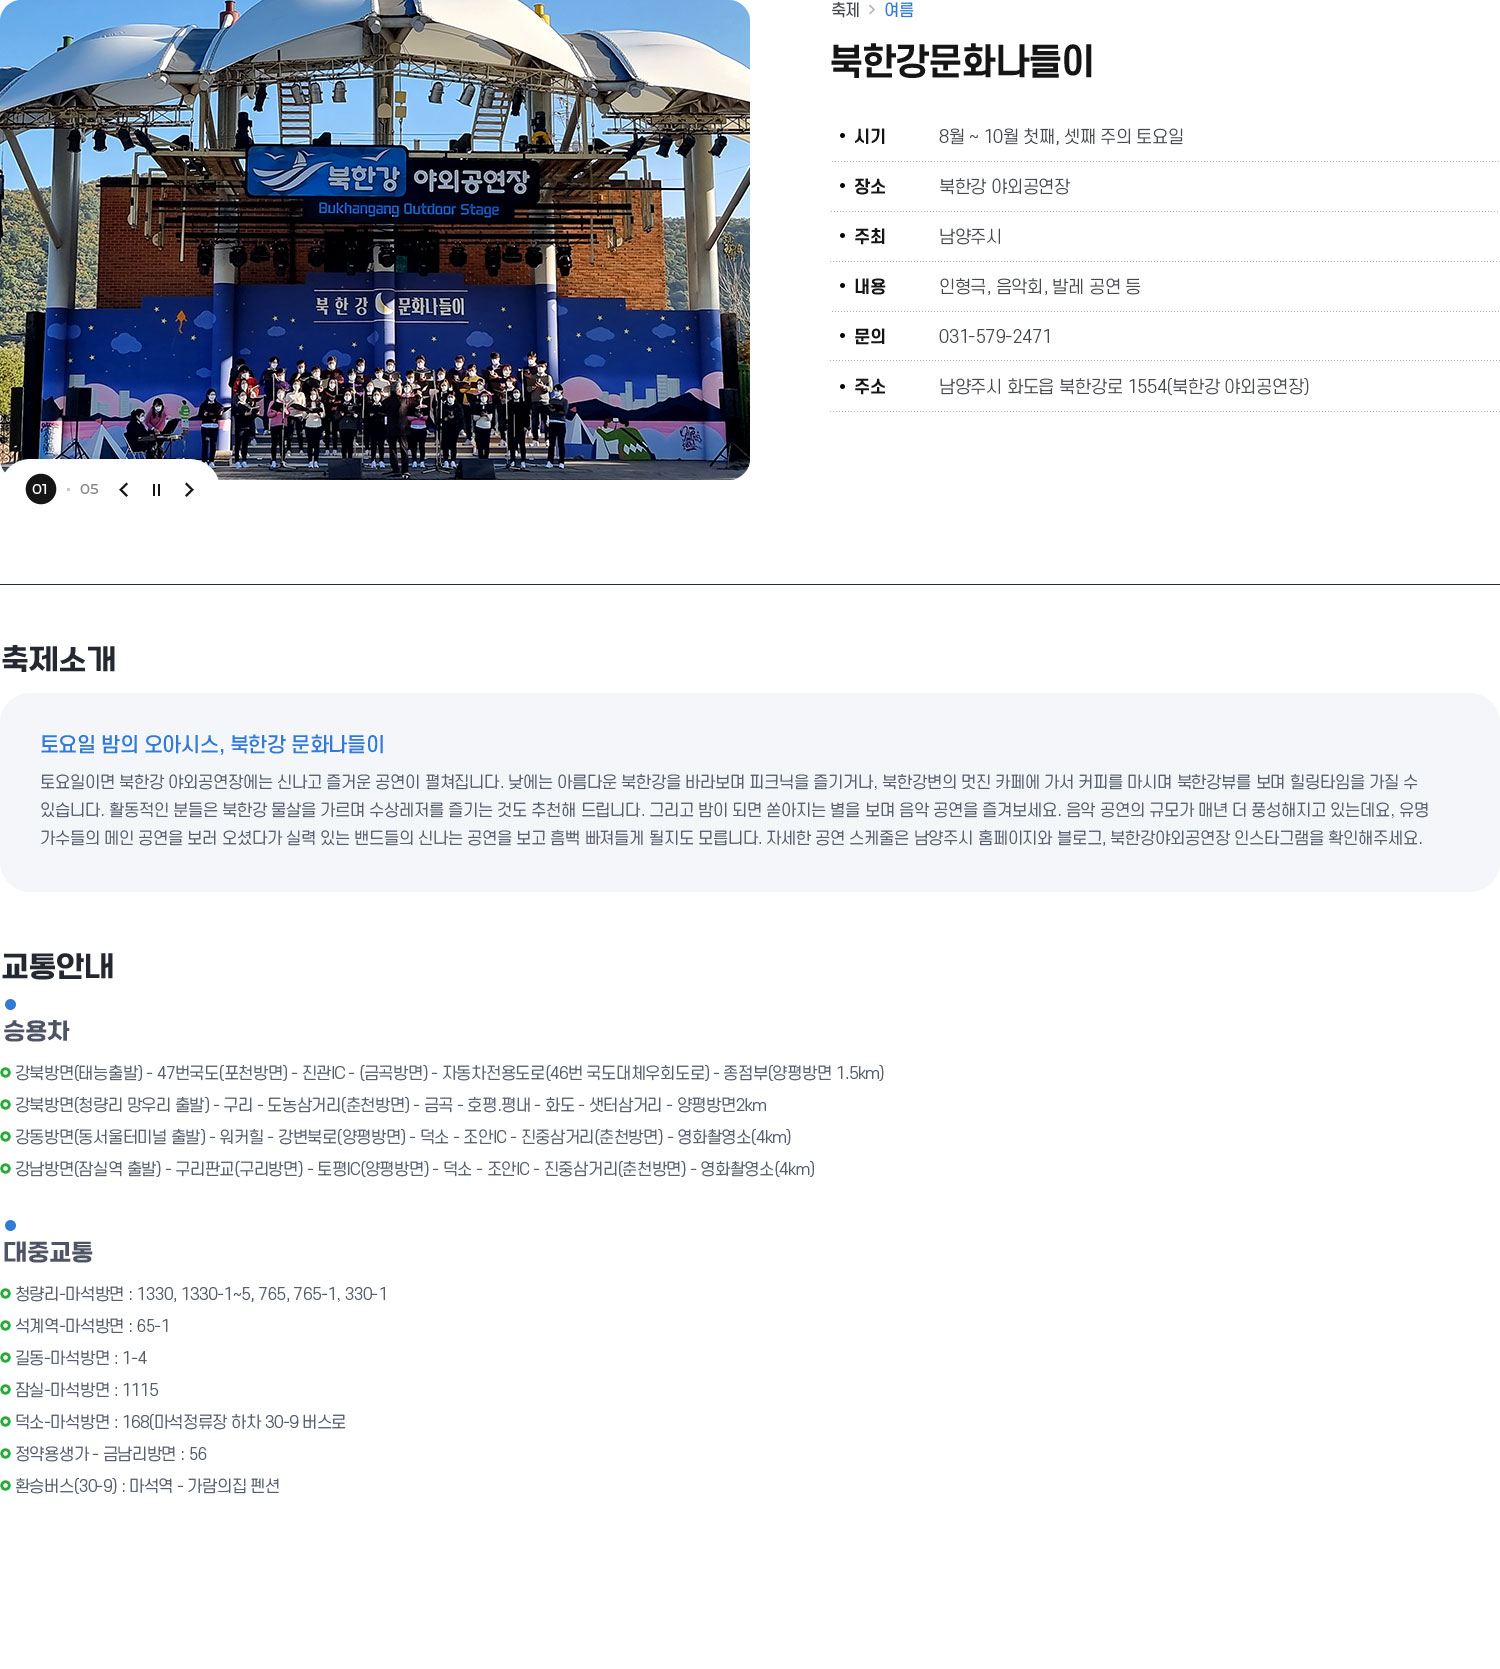 축제 > 여름
북한강문화나들이
시기 8월 ~ 10월 첫째, 셋째 주의 토요일
장소 북한강 야외공연장
주최 남양주시
내용 인형극, 음악회, 발레 공연 등
문의 031-579-2471
주소 남양주시 화도읍 북한강로 1554(북한강 야외공연장)
북한강 야외공연장
Bukhangang Outdoor Stage
북한강 문화나들이
01 05
축제소개
토요일 밤의 오아시스, 북한강 문화나들이
토요일이면 북한강 야외공연장에는 신나고 즐거운 공연이 펼쳐집니다. 낮에는 아름다운 북한강을 바라보며 피크닉을 즐기거나, 북한강변의 멋진 카페에 가서 커피를 마시며 북한강뷰를 보며 힐링타임을 가질 수
있습니다. 활동적인 분들은 북한강 물살을 가르며 수상레저를 즐기는 것도 추천해 드립니다. 그리고 밤이 되면 쏟아지는 별을 보며 음악 공연을 즐겨보세요. 음악 공연의 규모가 매년 더 풍성해지고 있는데요, 유명
가수들의 메인 공연을 보러 오셨다가 실력 있는 밴드들의 신나는 공연을 보고 흠뻑 빠져들게 될지도 모릅니다. 자세한 공연 스케줄은 남양주시 홈페이지와 블로그, 북한강야외공연장 인스타그램을 확인해주세요.
교통안내
승용차
강북방면(태능출발) - 47번국도(포천방면) - 진관IC - (금곡방면) - 자동차전용도로(46번 국도대체우회도로) - 종점부(양평방면 1.5km)
강북방면(청량리 망우리 출발) - 구리 - 도농삼거리(춘천방면) - 금곡 - 호평.평내 - 화도 - 샛터삼거리 - 양평방면2km
강동방면(동서울터미널 출발) - 워커힐 - 강변북로(양평방면) - 덕소 - 조안IC - 진중삼거리(춘천방면) - 영화촬영소(4km)
강남방면(잠실역 출발) - 구리판교(구리방면) - 토평IC(양평방면) - 덕소 - 조안IC - 진중삼거리(춘천방면) - 영화촬영소(4km)
대중교통
청량리-마석방면 : 1330, 1330-1~5, 765, 765-1, 330-1
석계역-마석방면 : 65-1
길동-마석방면 : 1-4
잠실-마석방면 : 1115
덕소-마석방면 : 168(마석정류장 하차 30-9 버스로
정약용생가 - 금남리방면 : 56
환승버스(30-9) : 마석역 - 가람의집 펜션